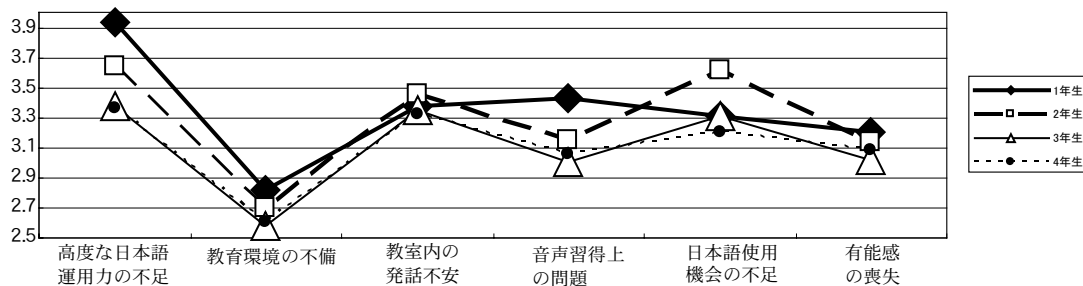 3.9
3.7
3.5
3.3
3.1
2.9
2.7
2.5
高度な日本語
運用力の不足
教育環境の不備
教室内の
発話不安
音声習得上
の問題
日本語使用
機会の不足
有能感
の喪失
1年生
2年生
3年生
4年生